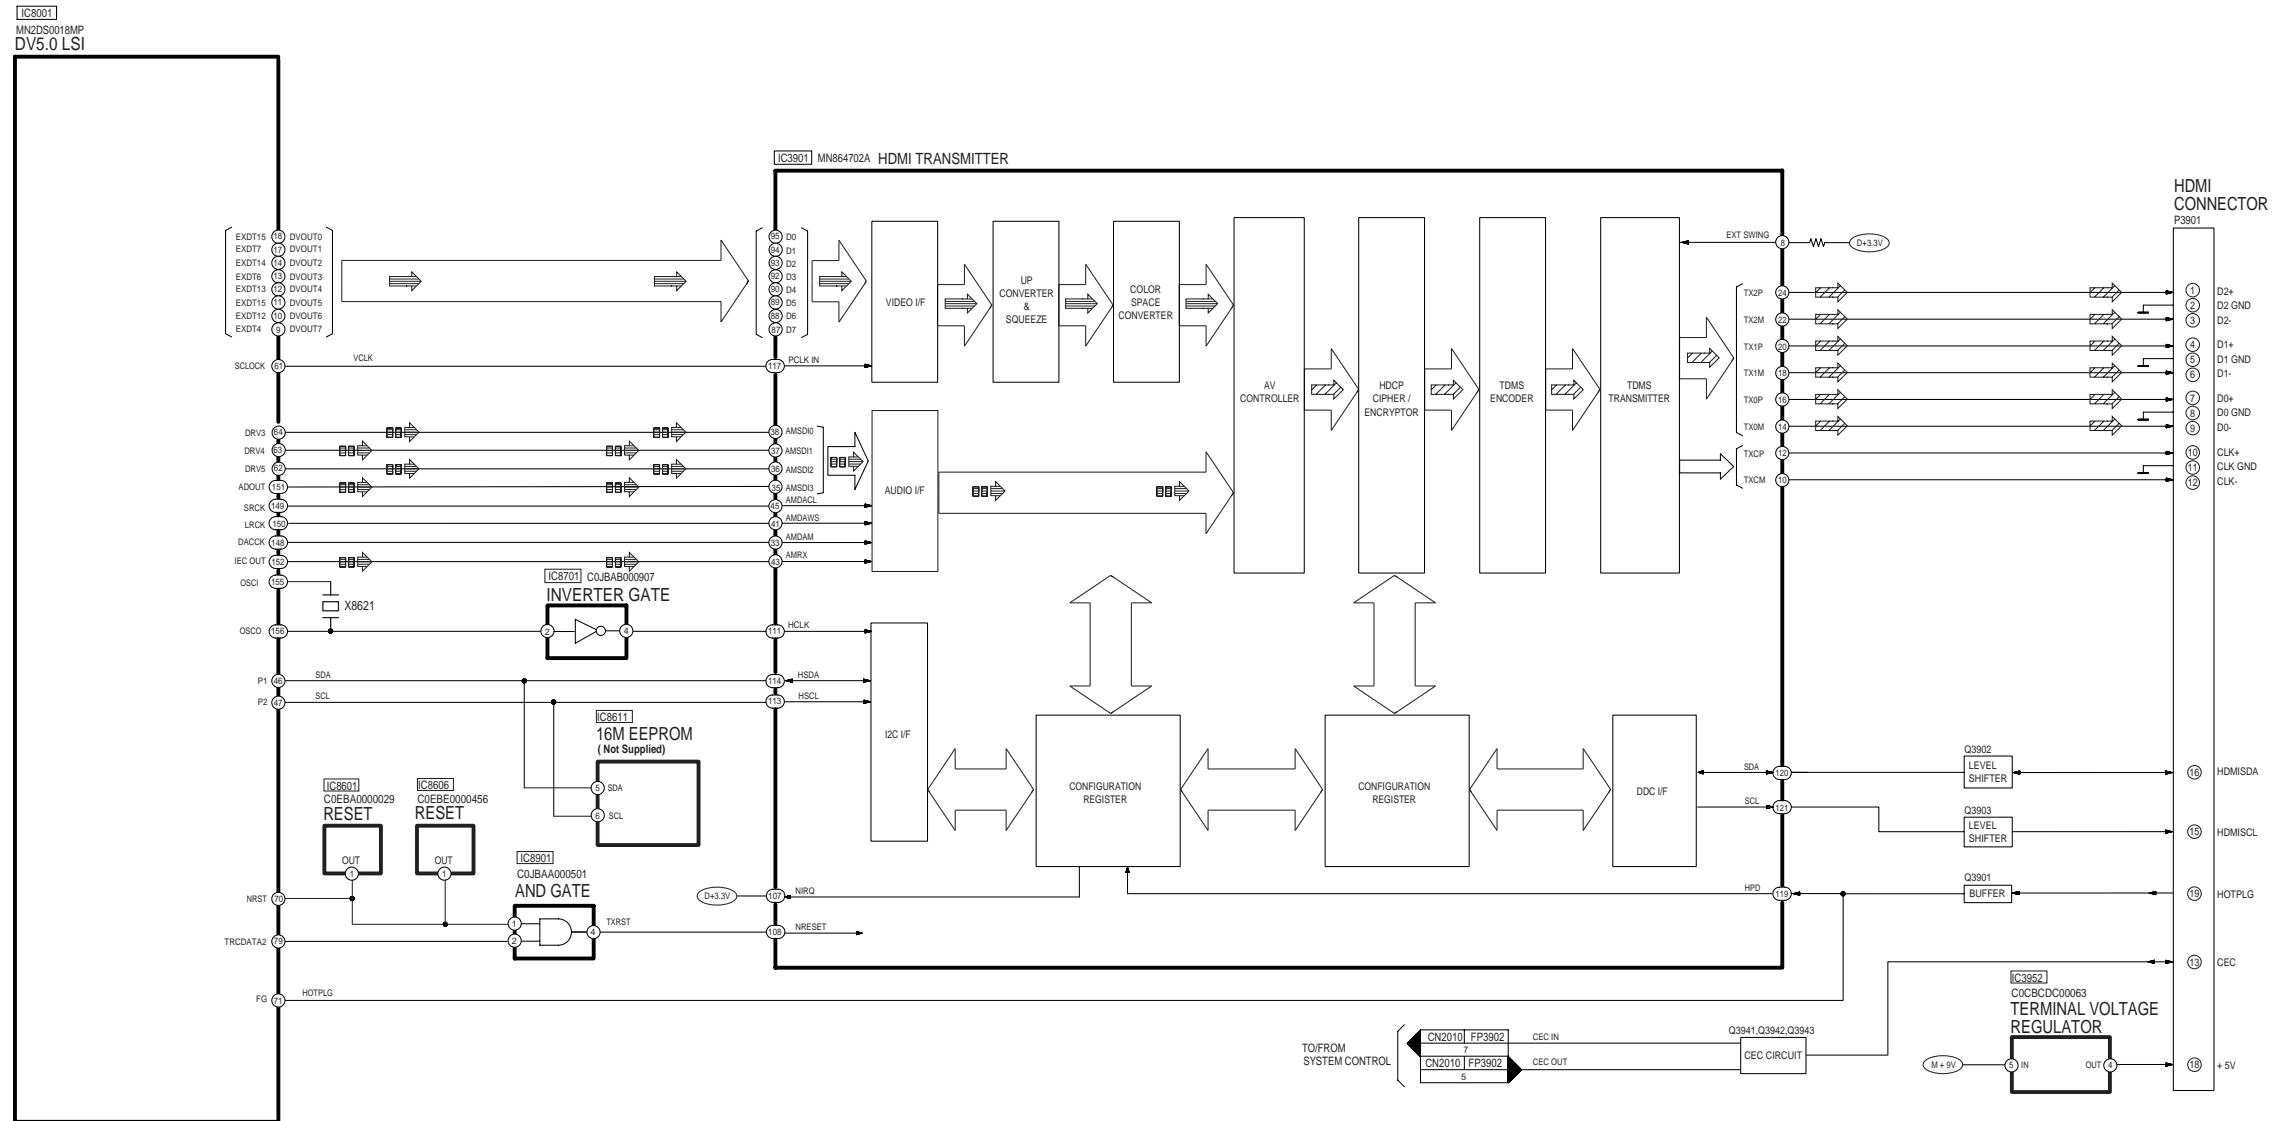 IC8001
MN2DS0018MP
DV5.0 LSI
IC3901 MN864702A HDMI TRANSMITTER
HDMI
CONNECTOR
P3901
EXDT15 18 DVOUT0
EXDT7 17 DVOUT1
EXDT14 14 DVOUT2
EXDT6 13 DVOUT3
EXDT13 12 DVOUT4
EXDT15 11 DVOUT5
EXDT12 10 DVOUT6
EXDT4 9 DVOUT7
95 D0
94 D1
93 D2
92 D3
90 D4
89 D5
88 D6
87 D7
SCLOCK 61 VCLK 117 PCLK IN
VIDEO I/F
UP
CONVERTER
&
SQUEEZE
COLOR
SPACE
CONVERTER
AV
CONTROLLER
HDCP
CIPHER /
ENCRYPTOR
TDMS
ENCODER
TDMS
TRANSMITTER
EXT SWING 8 D+3.3V
TX2P 24
TX2M 22
TX1P 20
TX1M 18
TX0P 16
TX0M 14
TXCP 12
TXCM 10
1 D2+
2 D2 GND
3 D2-
4 D1+
5 D1 GND
6 D1-
7 D0+
8 D0 GND
9 D0-
10 CLK+
11 CLK GND
12 CLK-
DRV3 64 38 AMSDI0
DRV4 63 37 AMSDI1
DRV5 62 36 AMSDI2
ADOUT 151 35 AMSDI3
SRCK 149 45 AMDACL
LRCK 150 41 AMDAWS
DACCK 148 33 AMDAM
IEC OUT 152 43 AMRX
AUDIO I/F
OSCI 155
X8621
IC8701 C0JBAB000907
INVERTER GATE
OSCO 156 2 4 111 HCLK
P1 46 SDA 114 HSDA
P2 47 SCL 113 HSCL
I2C I/F
IC8611
16M EEPROM
( Not Supplied)
5 SDA
6 SCL
CONFIGURATION
REGISTER
CONFIGURATION
REGISTER
DDC I/F
SDA 120
SCL 121
Q3902
LEVEL
SHIFTER
16 HDMISDA
Q3903
LEVEL
SHIFTER
15 HDMISCL
IC8601
C0EBA0000029
RESET
OUT
1
IC8606
C0EBE0000456
RESET
OUT
1
IC8901
C0JBAA000501
AND GATE
NRST 70
TRCDATA2 79
1
2
4 TXRST
D+3.3V 107 NIRQ
108 NRESET
HPD 119
Q3901
BUFFER
19 HOTPLG
FG 71 HOTPLG
13 CEC
TO/FROM
SYSTEM CONTROL
CN2010 FP3902 CEC IN
7
CN2010 FP3902 CEC OUT
5
Q3941,Q3942,Q3943
CEC CIRCUIT
IC3952
C0CBCDC00063
TERMINAL VOLTAGE
REGULATOR
M + 9V 5 IN OUT 4
18 + 5V